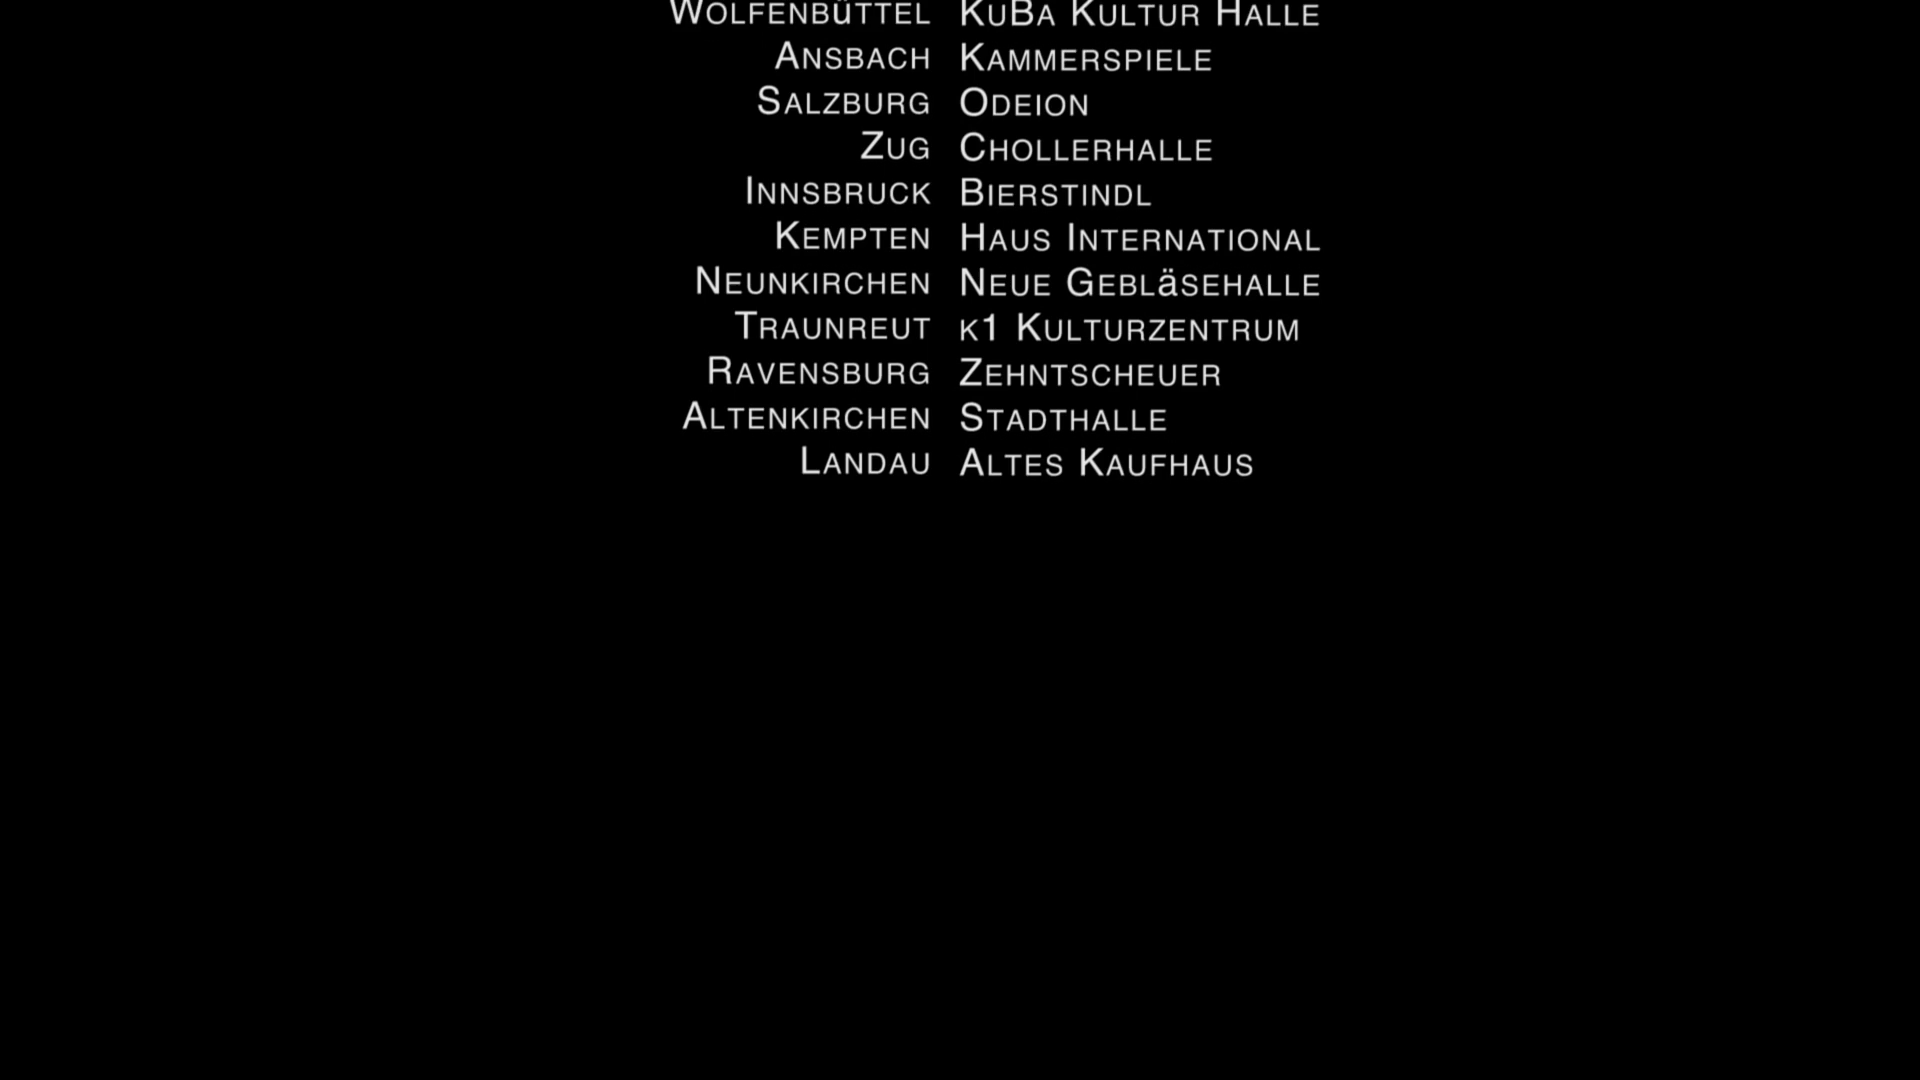 Wolfenbüttel KuBa Kultur Halle
Ansbach Kammerspiele
Salzburg Odeion
Zug Chollerhalle
Innsbruck Bierstindl
Kempten Haus International
Neunkirchen Neue Gebläsehalle
Traunreut k1 Kulturzentrum
Ravensburg Zehntscheuer
Altenkirchen Stadthalle
Landau Altes Kaufhaus